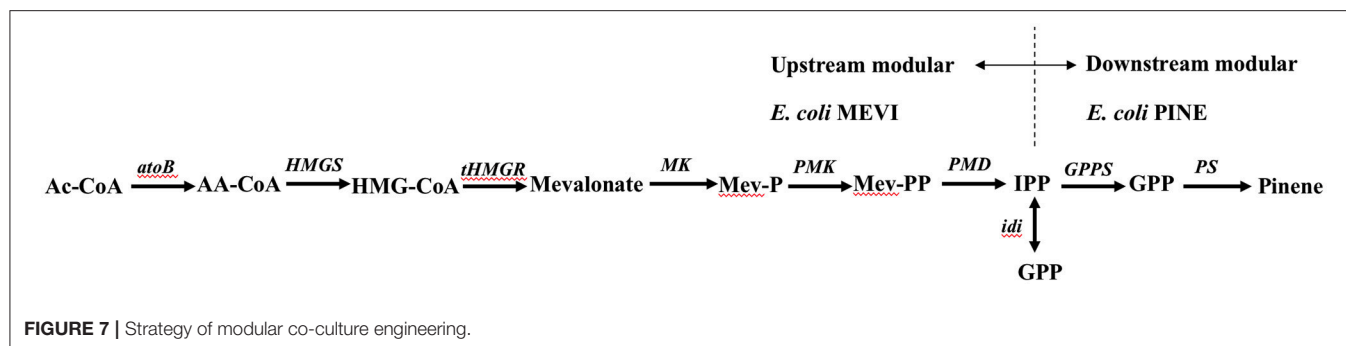 Upstream modular Downstream modular
E. coli MEVI E. coli PINE
atoB HMGS tHMGR MK PMK PMD GPPS PS
Ac-CoA AA-CoA HMG-CoA Mevalonate Mev-P Mev-PP IPP GPP Pinene
idi
GPP
FIGURE 7 | Strategy of modular co-culture engineering.